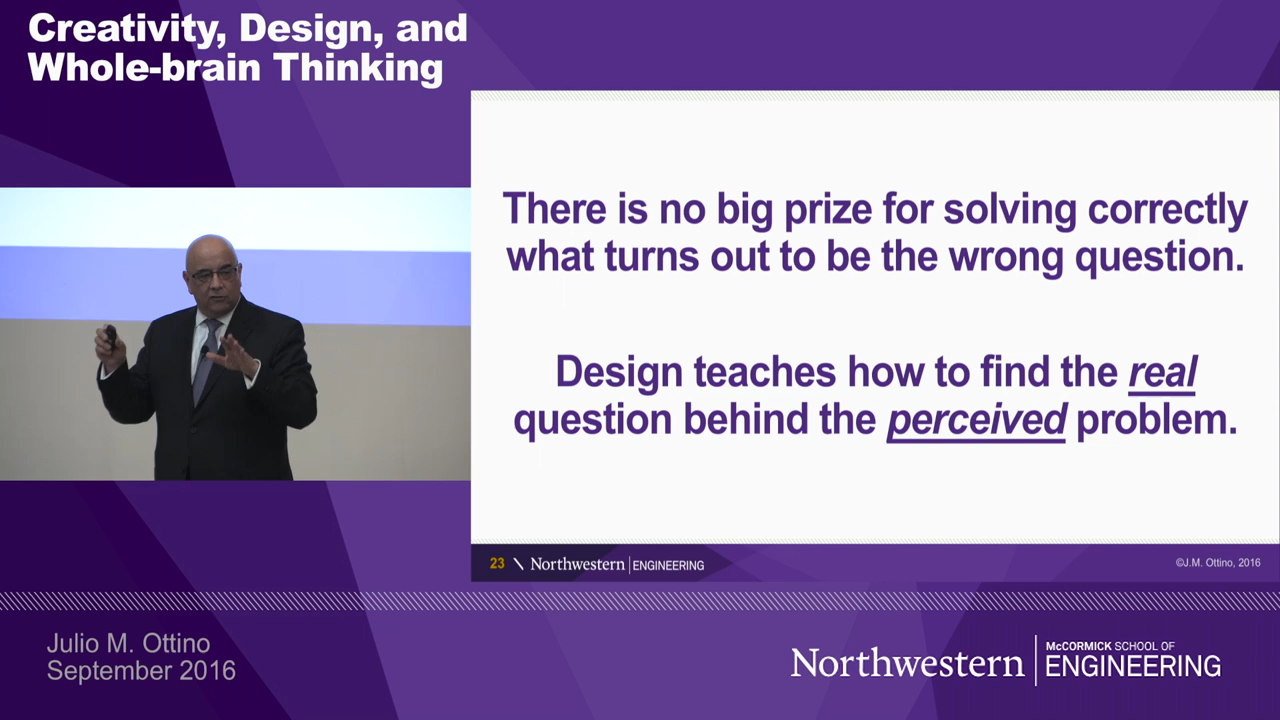 Creativity, Design, and
Whole-brain Thinking
There is no big prize for solving correctly
what turns out to be the wrong question.
Design teaches how to find the real
question behind the perceived problem.
23 \ Northwestern | ENGINEERING
©J.M. Ottino, 2016
Julio M. Ottino
September 2016
Northwestern | McCORMICK SCHOOL OF
ENGINEERING